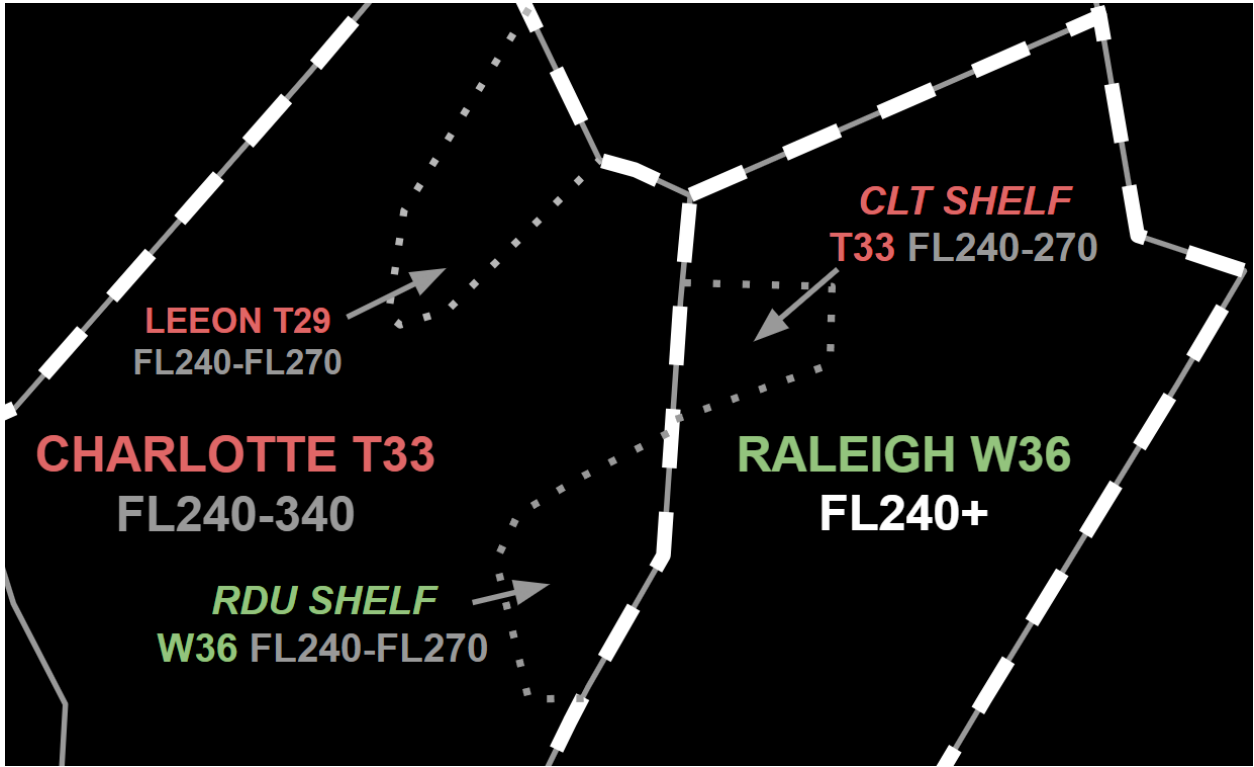 CLT SHELF
T33 FL240-270
LEEON T29
FL240-FL270
CHARLOTTE T33
FL240-340
RALEIGH W36
FL240+
RDU SHELF
W36 FL240-FL270